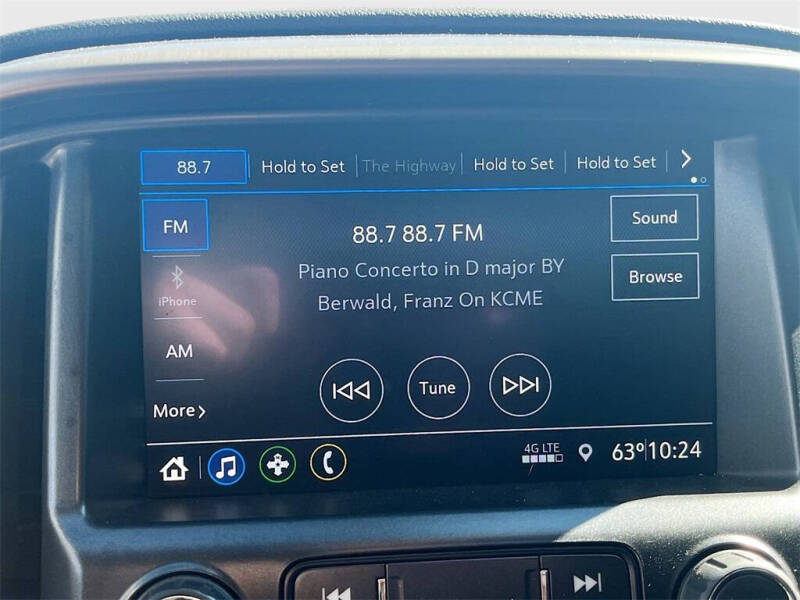 88.7 Hold to Set The Highway Hold to Set Hold to Set
FM
88.7 88.7 FM
Sound
Piano Concerto in D major BY
Berwald, Franz On KCME
Browse
iPhone
AM
Tune
More
4G LTE
63° 10:24